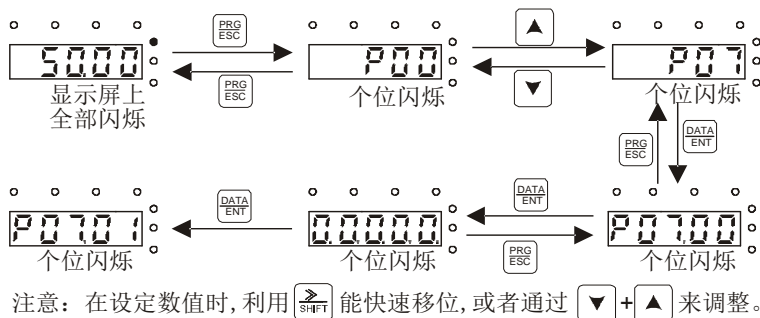 PRG
ESC
50.00
PRG
ESC
P00
P07
显示屏上
全部闪烁
个位闪烁
个位闪烁
PRG
ESC
DATA
ENT
DATA
ENT
DATA
ENT
P07.01
0.0.0.0.0.
P07.00
PRG
ESC
个位闪烁
个位闪烁
个位闪烁
注意：在设定数值时,利用 SHIFT 能快速移位,或者通过 ▼+▲ 来调整。